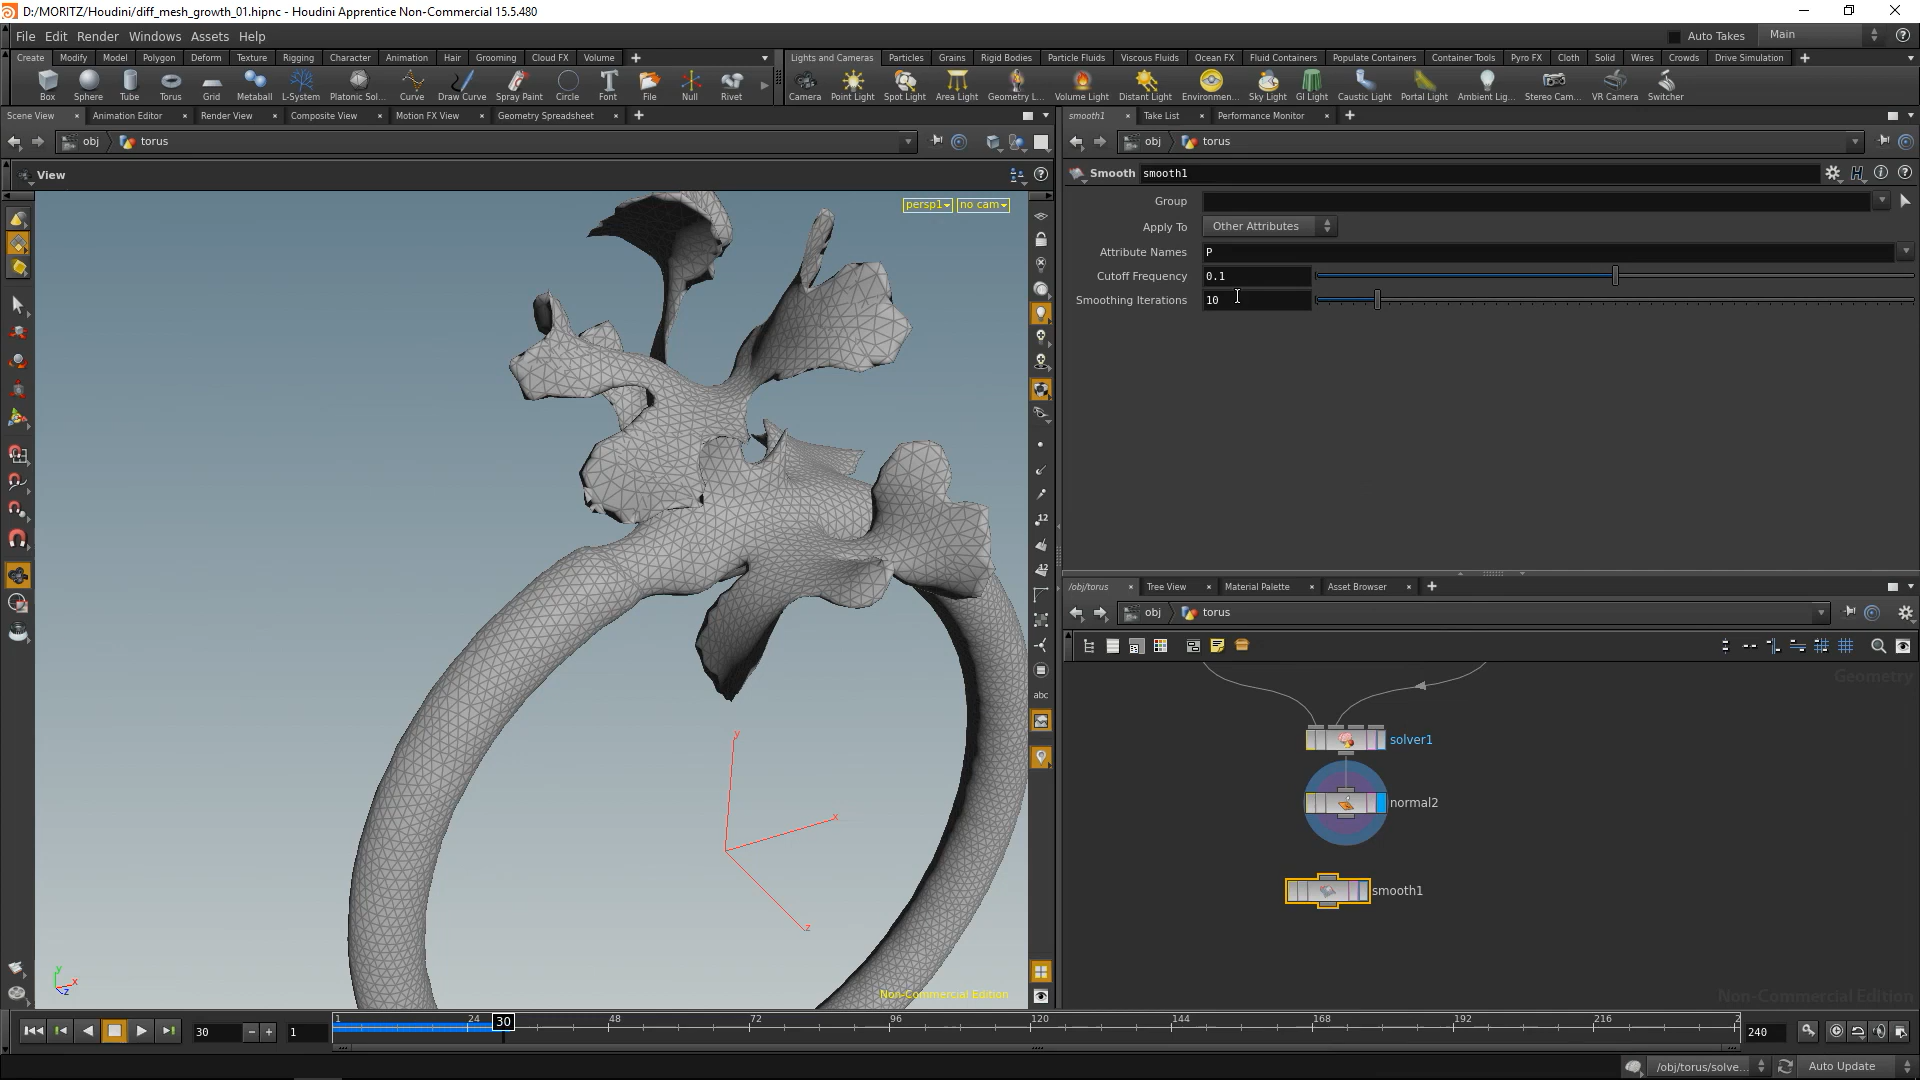 D:/MORITZ/Houdini/diff_mesh_growth_01.hipnc - Houdini Apprentice Non-Commercial 15.5.480
File Edit Render Windows Assets Help
Auto Takes Main
Create Modify Model Polygon Deform Texture Rigging Character Animation Hair Grooming Cloud FX Volume
Lights and Cameras Particles Grains Rigid Bodies Particle Fluids Viscous Fluids Ocean FX Fluid Containers Populate Containers Container Tools Pyro FX Cloth Solid Wires Crowds Drive Simulation
Box Sphere Tube Torus Grid Metaball L-System Platonic Sol... Curve Draw Curve Spray Paint Circle Font File Null Rivet
Camera Point Light Spot Light Area Light Geometry L... Volume Light Distant Light Environmen... Sky Light GI Light Caustic Light Portal Light Ambient Lig... Stereo Cam... VR Camera Switcher
Scene View Animation Editor Render View Composite View Motion FX View Geometry Spreadsheet
smooth1 Take List Performance Monitor
obj torus
obj torus
View
persp1 no cam
Smooth smooth1
Group
Apply To Other Attributes
Attribute Names P
Cutoff Frequency 0.1
Smoothing Iterations 10
12
12
abc
y
x
z
y
x
z
Non-Commercial Edition
/obj/torus Tree View Material Palette Asset Browser
obj torus
Geometry
solver1
normal2
smooth1
Non-Commercial Edition
30 1
1 24 30 48 72 96 120 144 168 192 216 2
240
/obj/torus/solve... Auto Update